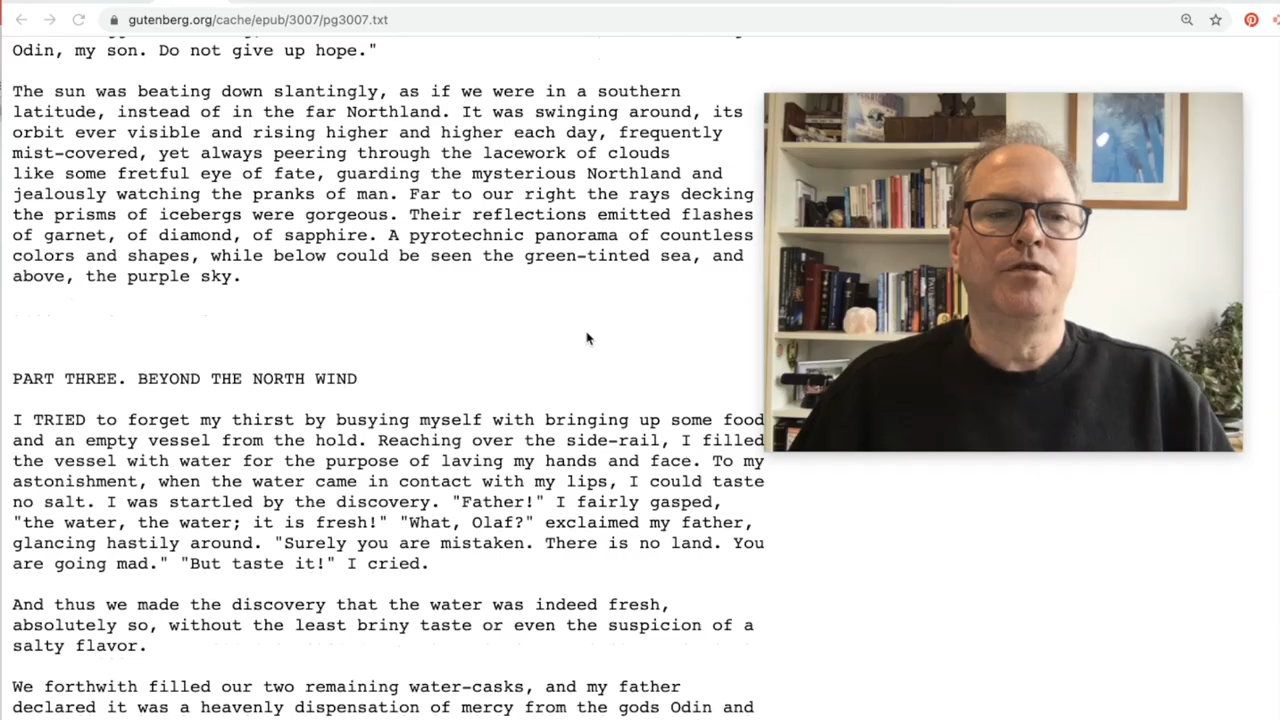 gutenberg.org/cache/epub/3007/pg3007.txt
Odin, my son. Do not give up hope."
The sun was beating down slantingly, as if we were in a southern
latitude, instead of in the far Northland. It was swinging around, its
orbit ever visible and rising higher and higher each day, frequently
mist-covered, yet always peering through the lacework of clouds
like some fretful eye of fate, guarding the mysterious Northland and
jealously watching the pranks of man. Far to our right the rays decking
the prisms of icebergs were gorgeous. Their reflections emitted flashes
of garnet, of diamond, of sapphire. A pyrotechnic panorama of countless
colors and shapes, while below could be seen the green-tinted sea, and
above, the purple sky.
PART THREE. BEYOND THE NORTH WIND
I TRIED to forget my thirst by busying myself with bringing up some food
and an empty vessel from the hold. Reaching over the side-rail, I filled
the vessel with water for the purpose of laving my hands and face. To my
astonishment, when the water came in contact with my lips, I could taste
no salt. I was startled by the discovery. "Father!" I fairly gasped,
"the water, the water; it is fresh!" "What, Olaf?" exclaimed my father,
glancing hastily around. "Surely you are mistaken. There is no land. You
are going mad." "But taste it!" I cried.
And thus we made the discovery that the water was indeed fresh,
absolutely so, without the least briny taste or even the suspicion of a
salty flavor.
We forthwith filled our two remaining water-casks, and my father
declared it was a heavenly dispensation of mercy from the gods Odin and